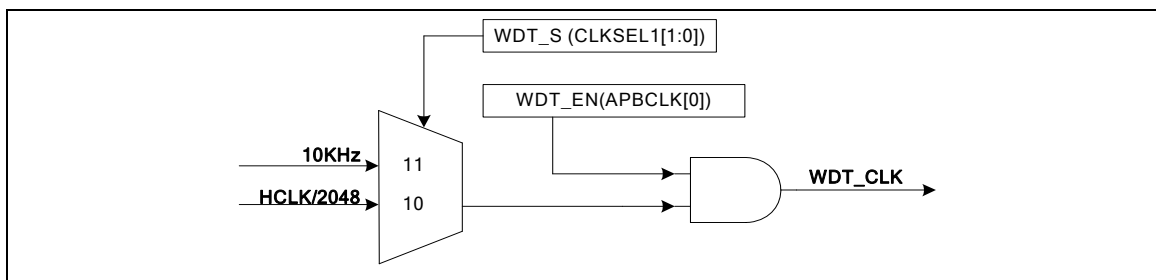 WDT_S (CLKSEL1[1:0])
WDT_EN(APBCLK[0])
10KHz
11
HCLK/2048
10
WDT_CLK